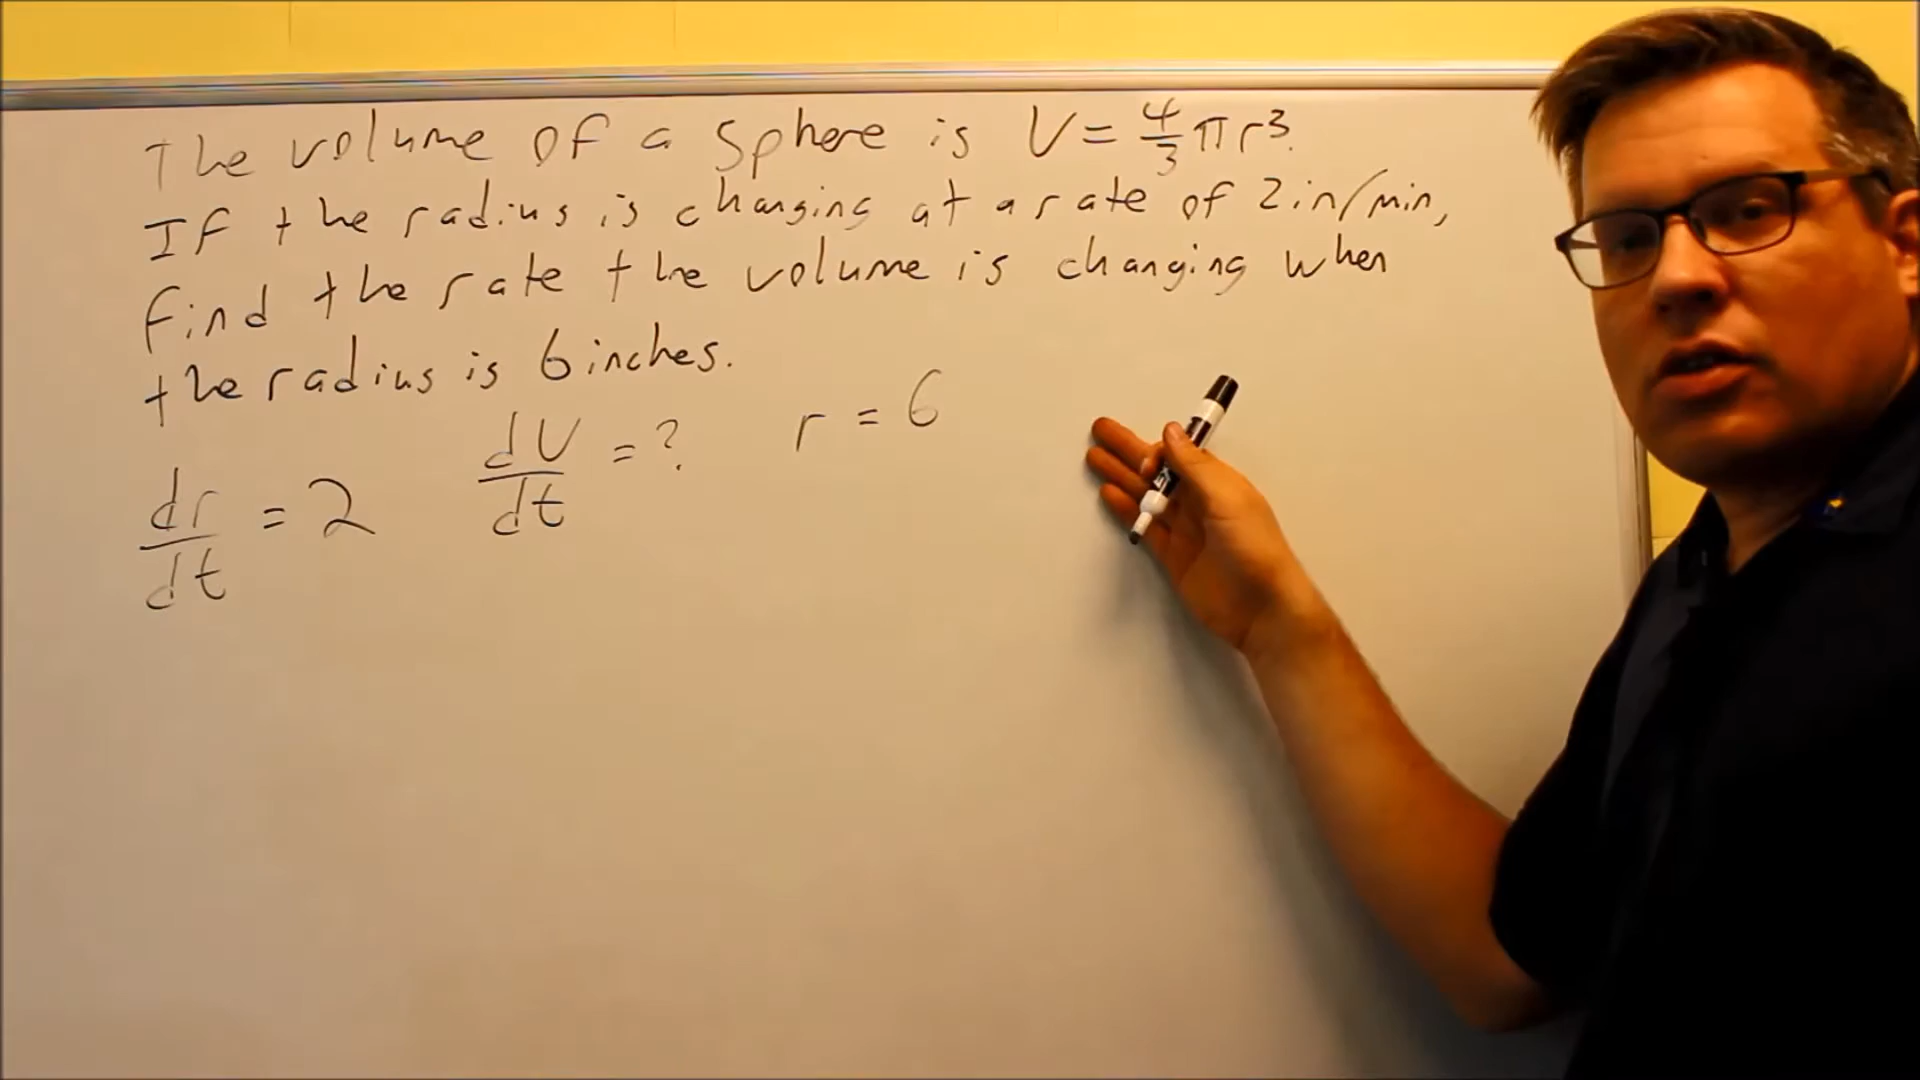 The volume of a sphere is V = 4/3 πr³.
If the radius is changing at a rate of 2in/min,
find the rate the volume is changing when
the radius is 6 inches.
dr/dt = 2 dV/dt = ? r = 6